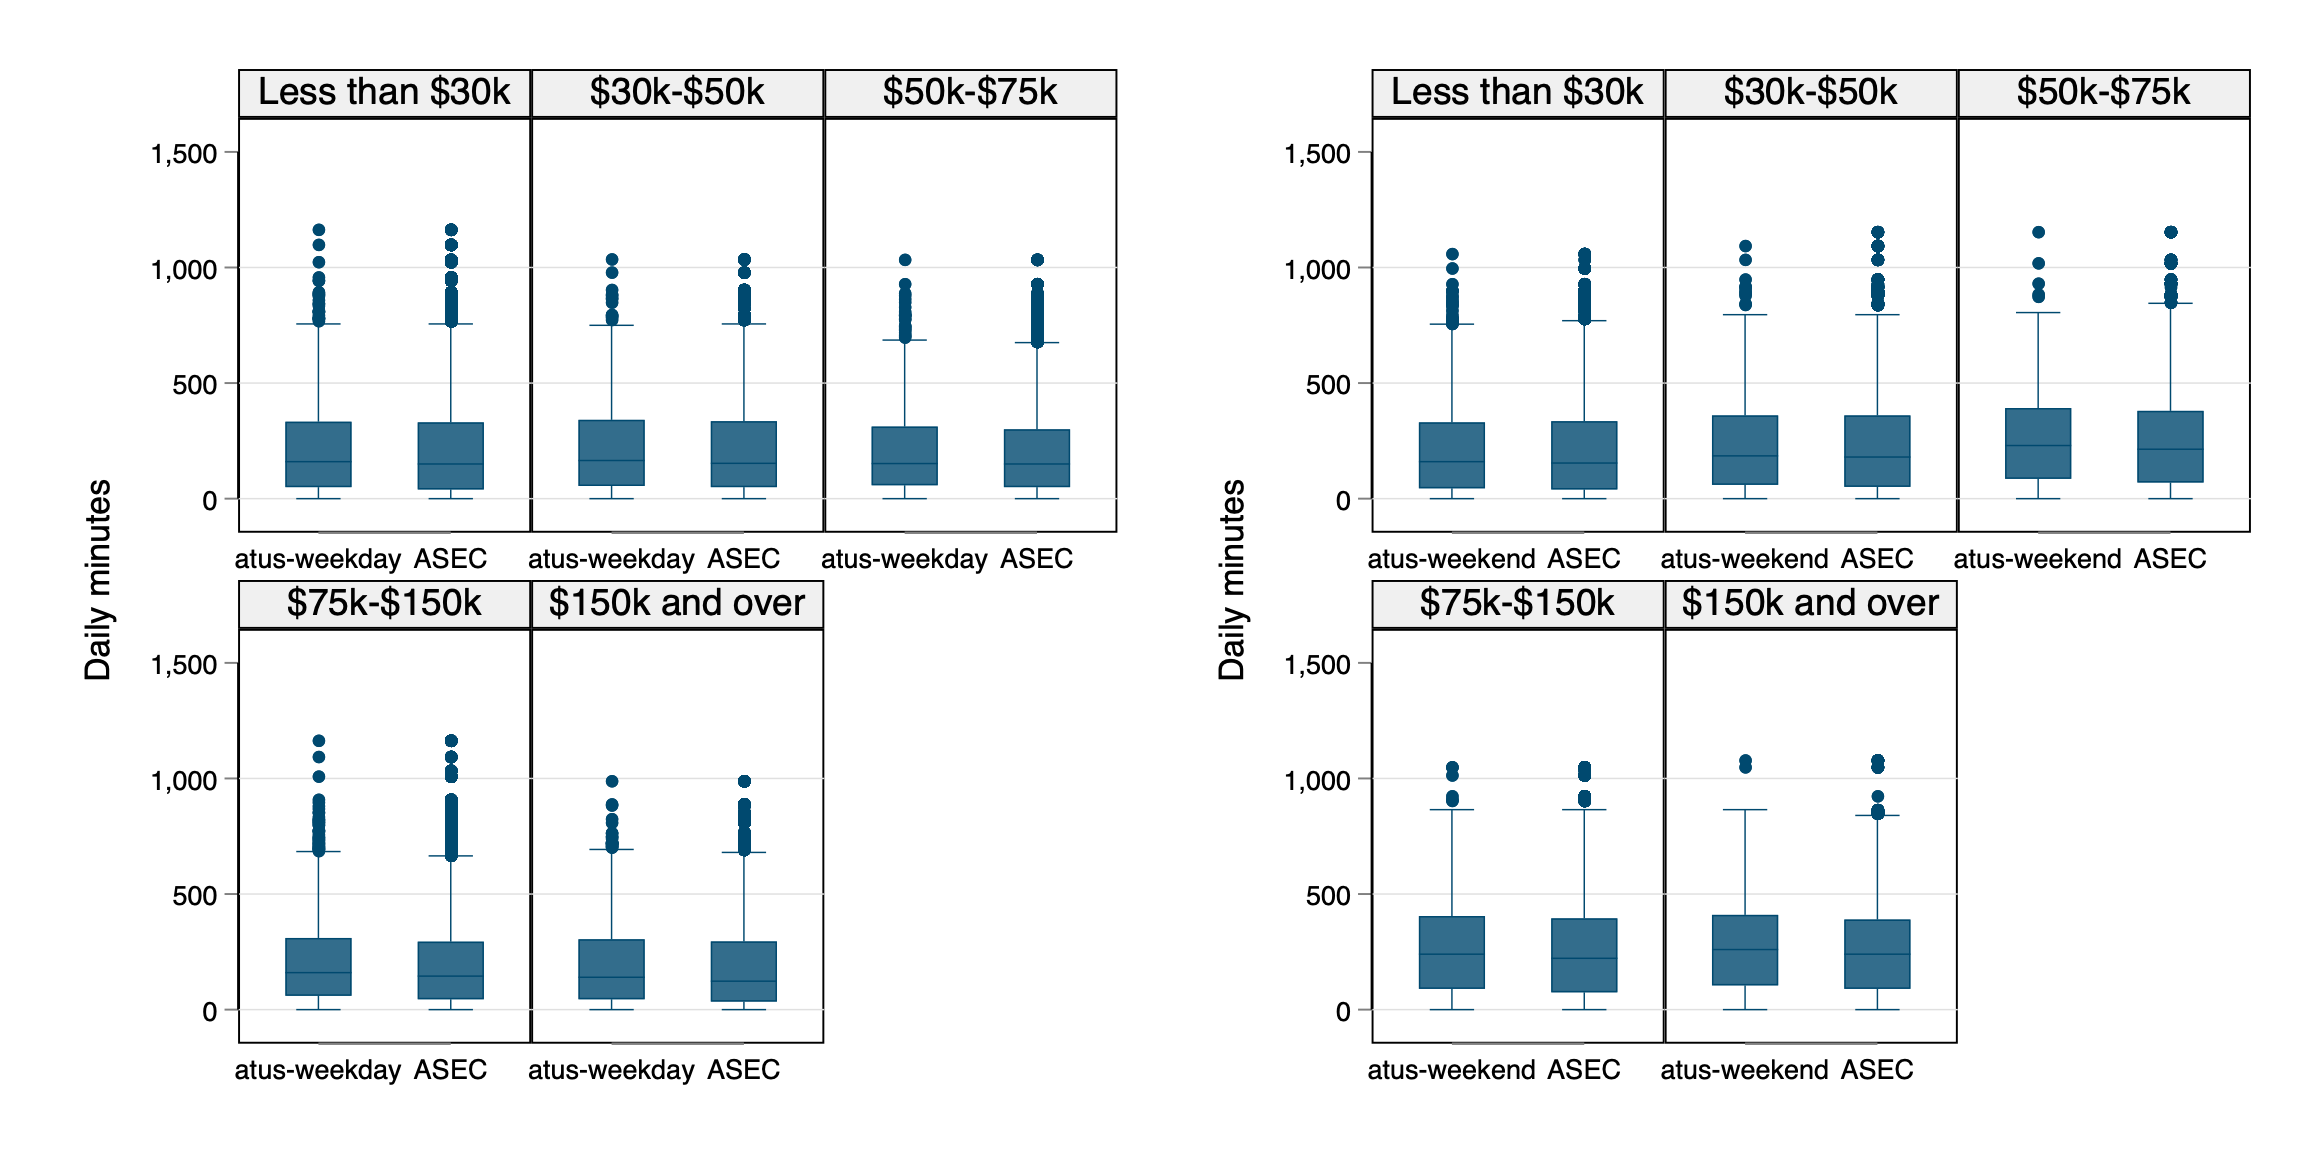 Daily minutes
Less than $30k $30k-$50k $50k-$75k
1,500
1,000
500
0
atus-weekday ASEC atus-weekday ASEC atus-weekday ASEC
$75k-$150k $150k and over
1,500
1,000
500
0
atus-weekday ASEC atus-weekday ASEC
Daily minutes
Less than $30k $30k-$50k $50k-$75k
1,500
1,000
500
0
atus-weekend ASEC atus-weekend ASEC atus-weekend ASEC
$75k-$150k $150k and over
1,500
1,000
500
0
atus-weekend ASEC atus-weekend ASEC